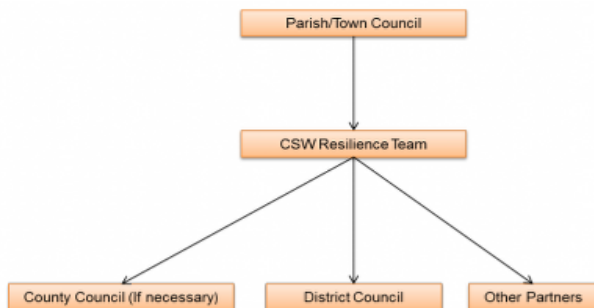 Parish/Town Council
CSW Resilience Team
County Council (If necessary)
District Council
Other Partners